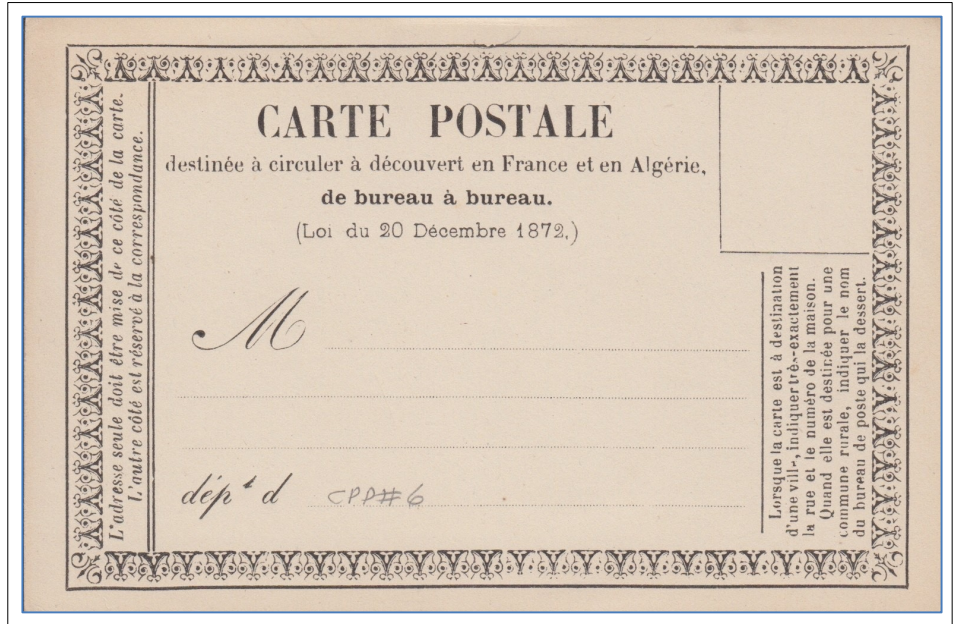 CARTE POSTALE
destinée à circuler à découvert en France et en Algérie,
de bureau à bureau.
(Loi du 20 Décembre 1872.)
M
dépt d CPP#6
L'adresse seule doit être mise de ce côté de la carte.
L'autre côté est réservé à la correspondance.
Lorsque la carte est à destination
d'une ville, indiquer très-exactement
la rue et le numéro de la maison.
Quand elle est destinée pour une
commune rurale, indiquer le nom
du bureau de poste qui la dessert.